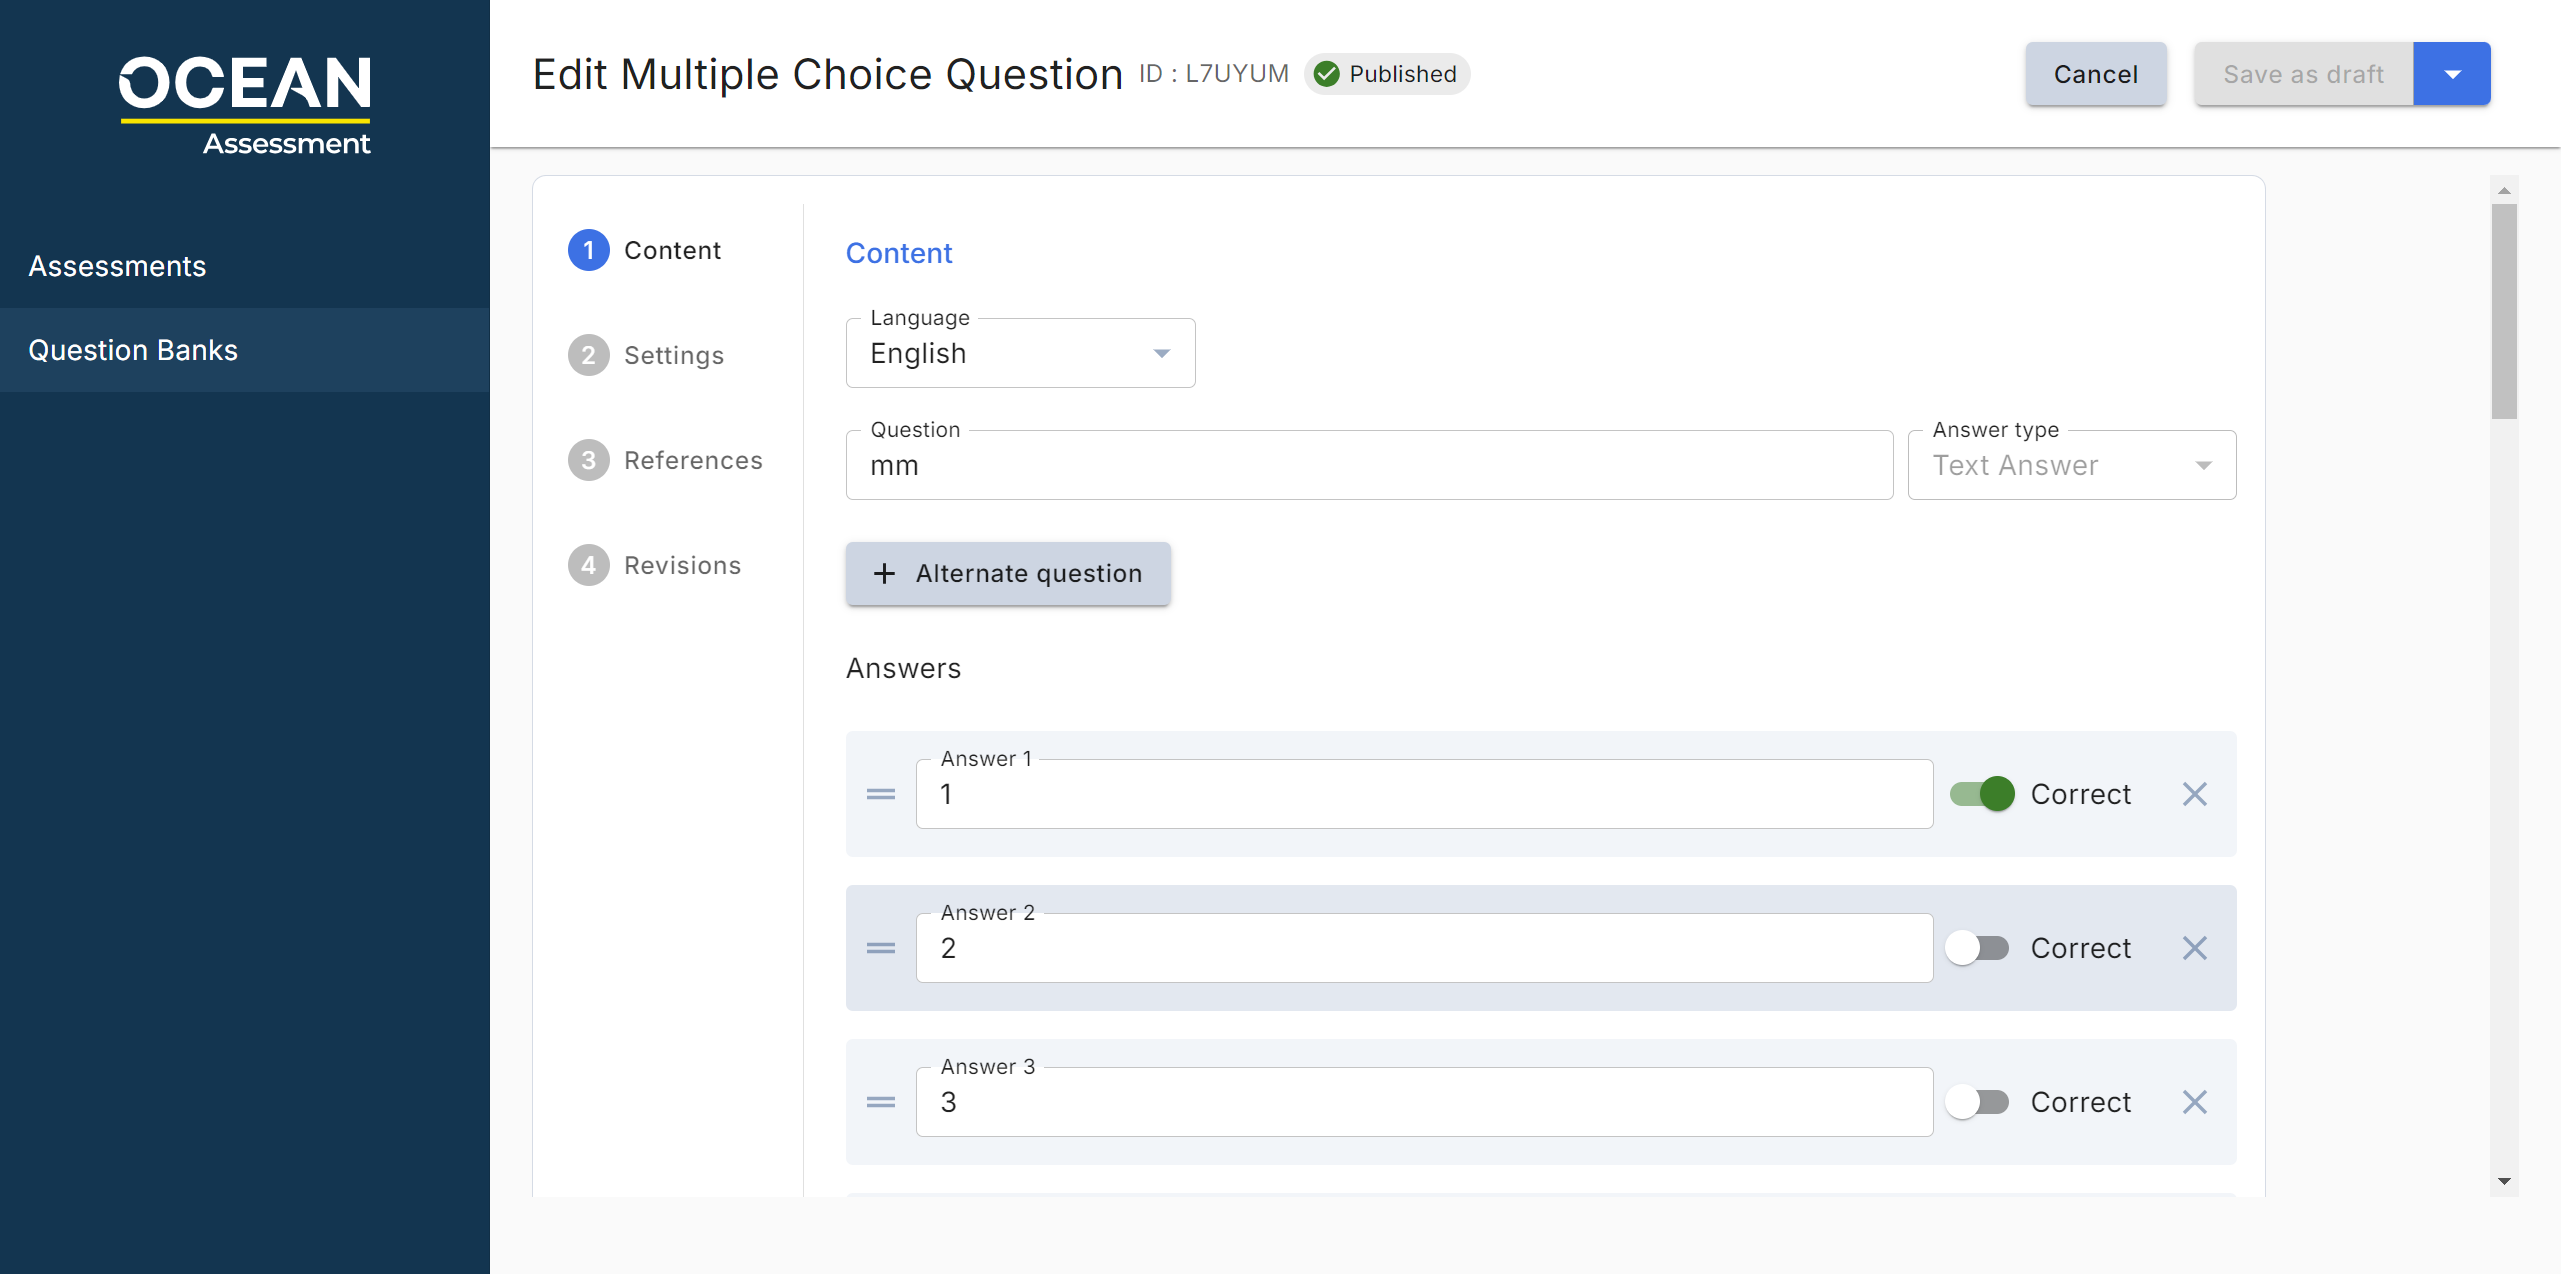 OCEAN
Assessment
Assessments
Question Banks
Edit Multiple Choice Question ID : L7UYUM Published
Cancel
Save as draft
1 Content
2 Settings
3 References
4 Revisions
Content
Language
English
Question
mm
Answer type
Text Answer
+ Alternate question
Answers
Answer 1
1
Correct
Answer 2
2
Correct
Answer 3
3
Correct